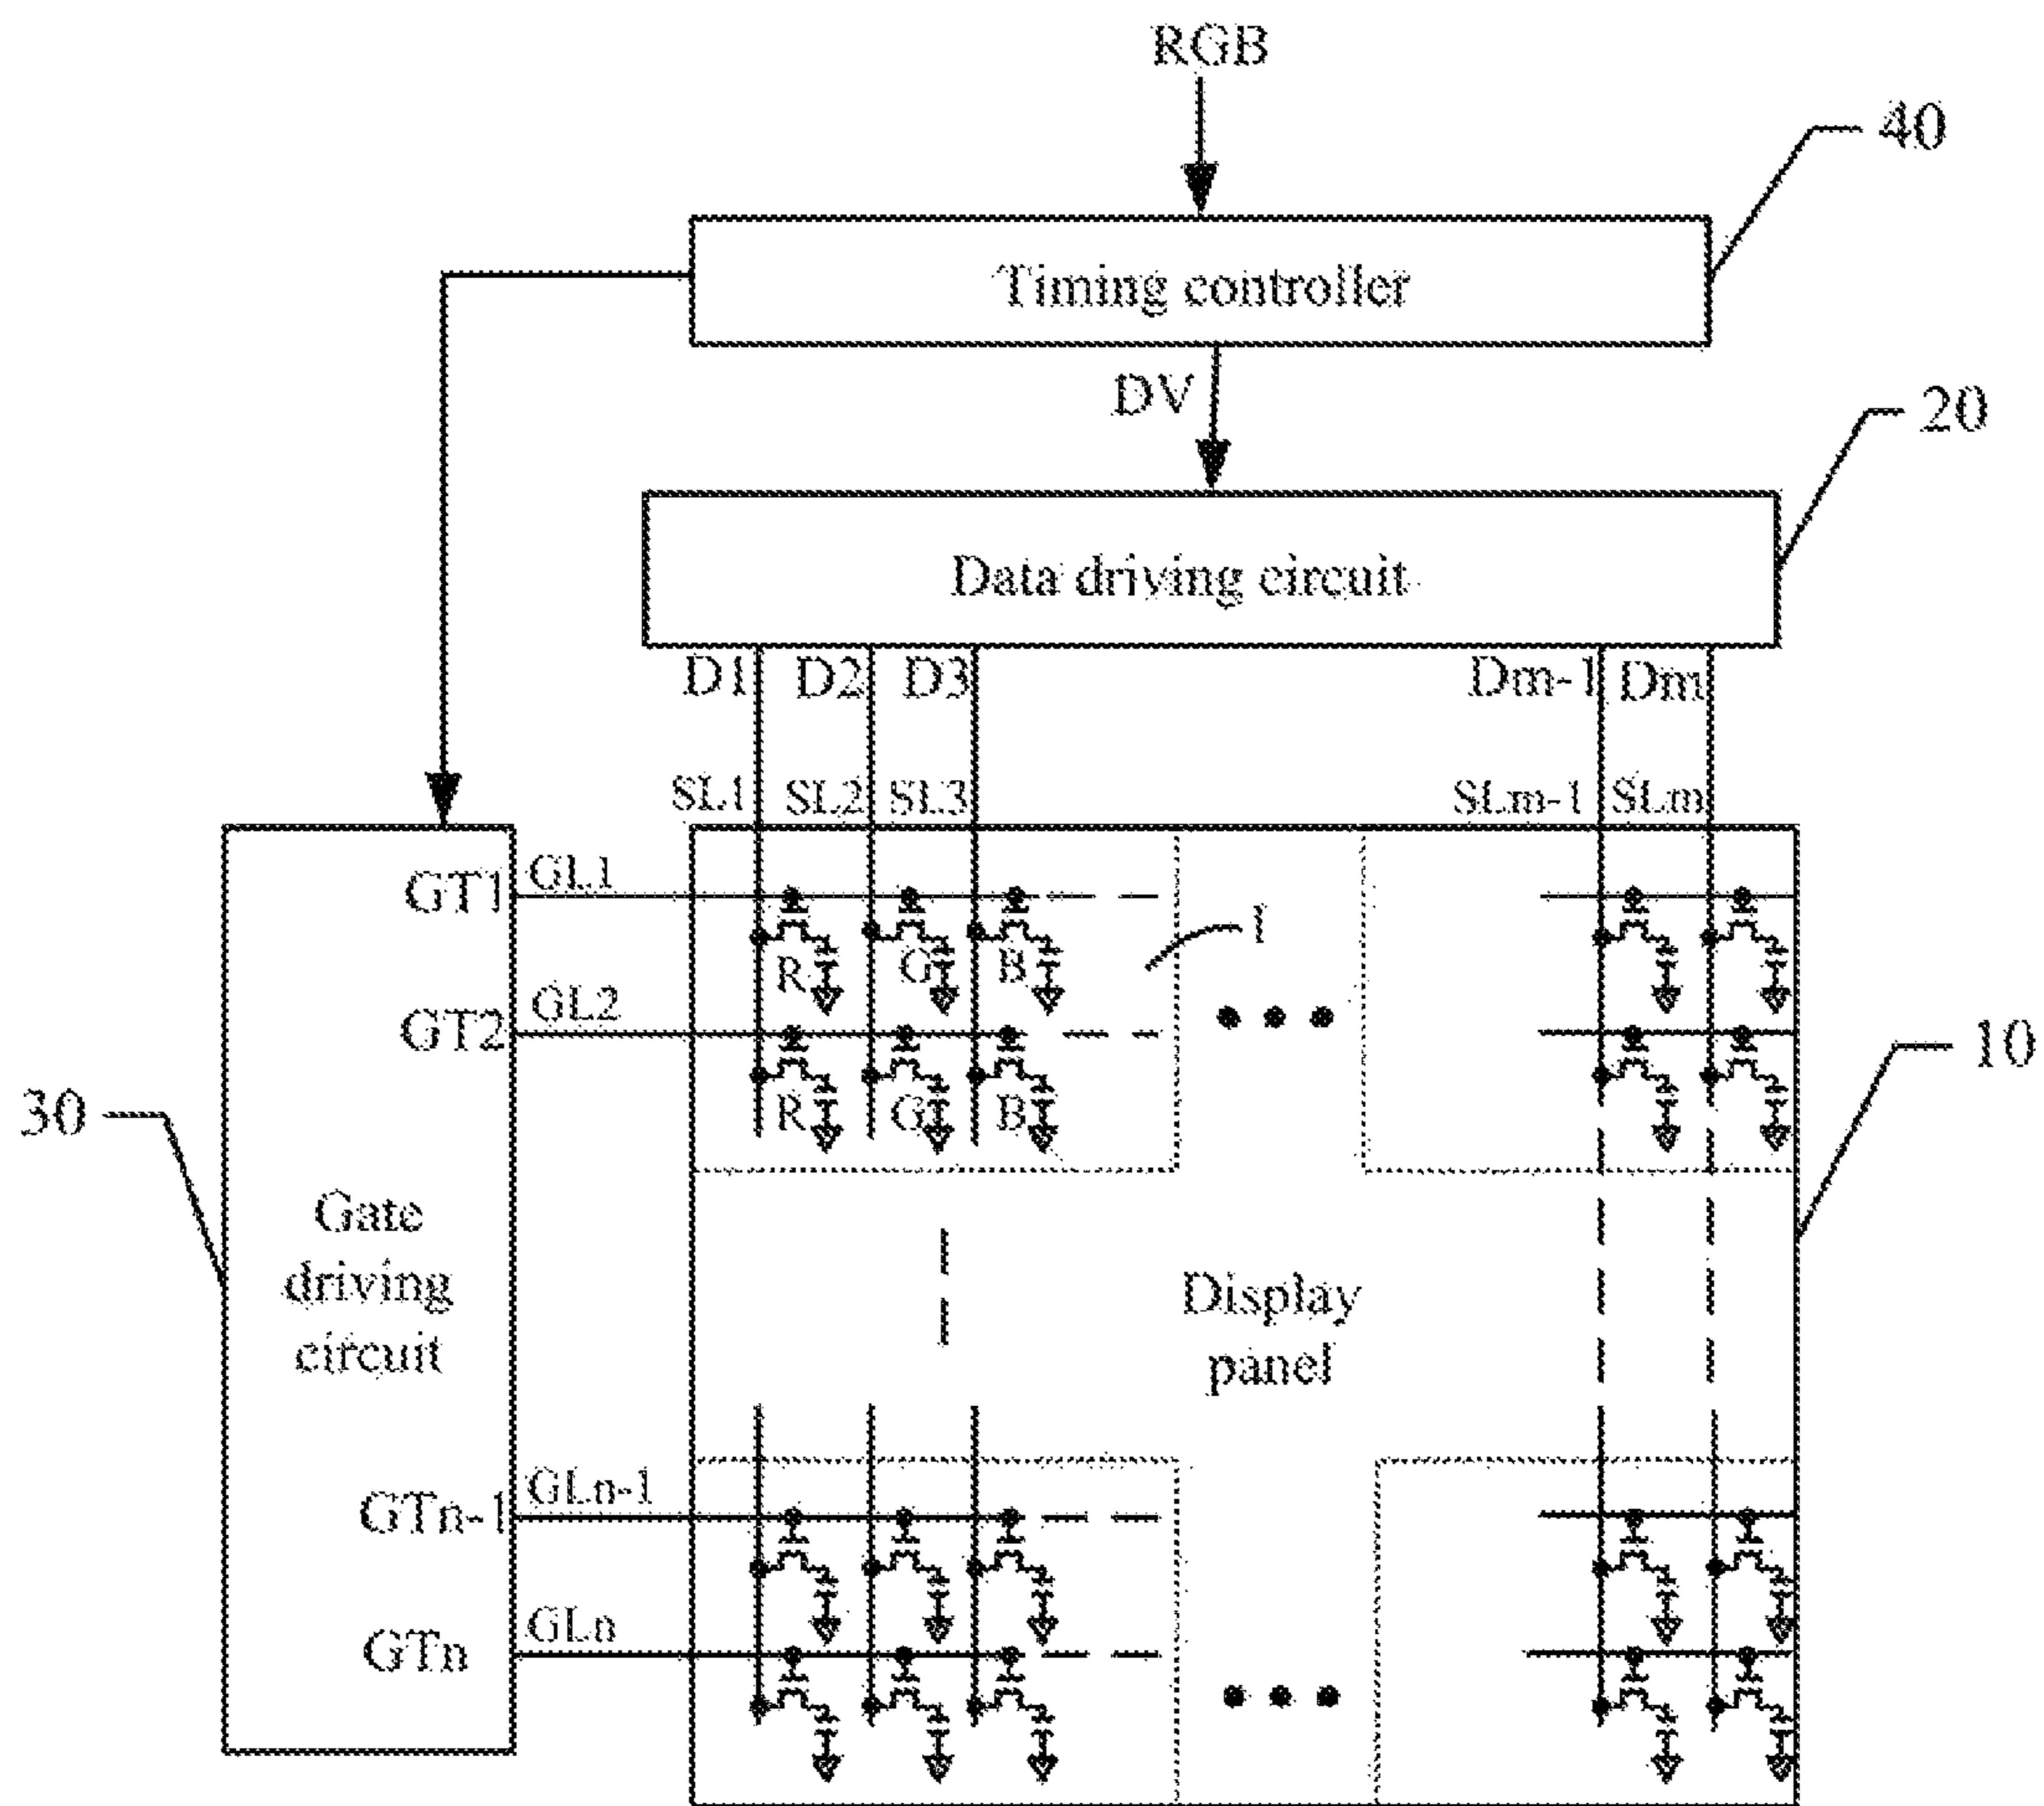 RGB
40
Timing controller
DV
20
Data driving circuit
D1 D2 D3 Dm-1 Dm
SL1 SL2 SL3 SLm-1 SLm
GT1 GL1
1
R G B
GT2 GL2
10
30
R G B
Gate
driving
circuit
Display
panel
GTn-1 GLn-1
GTn GLn